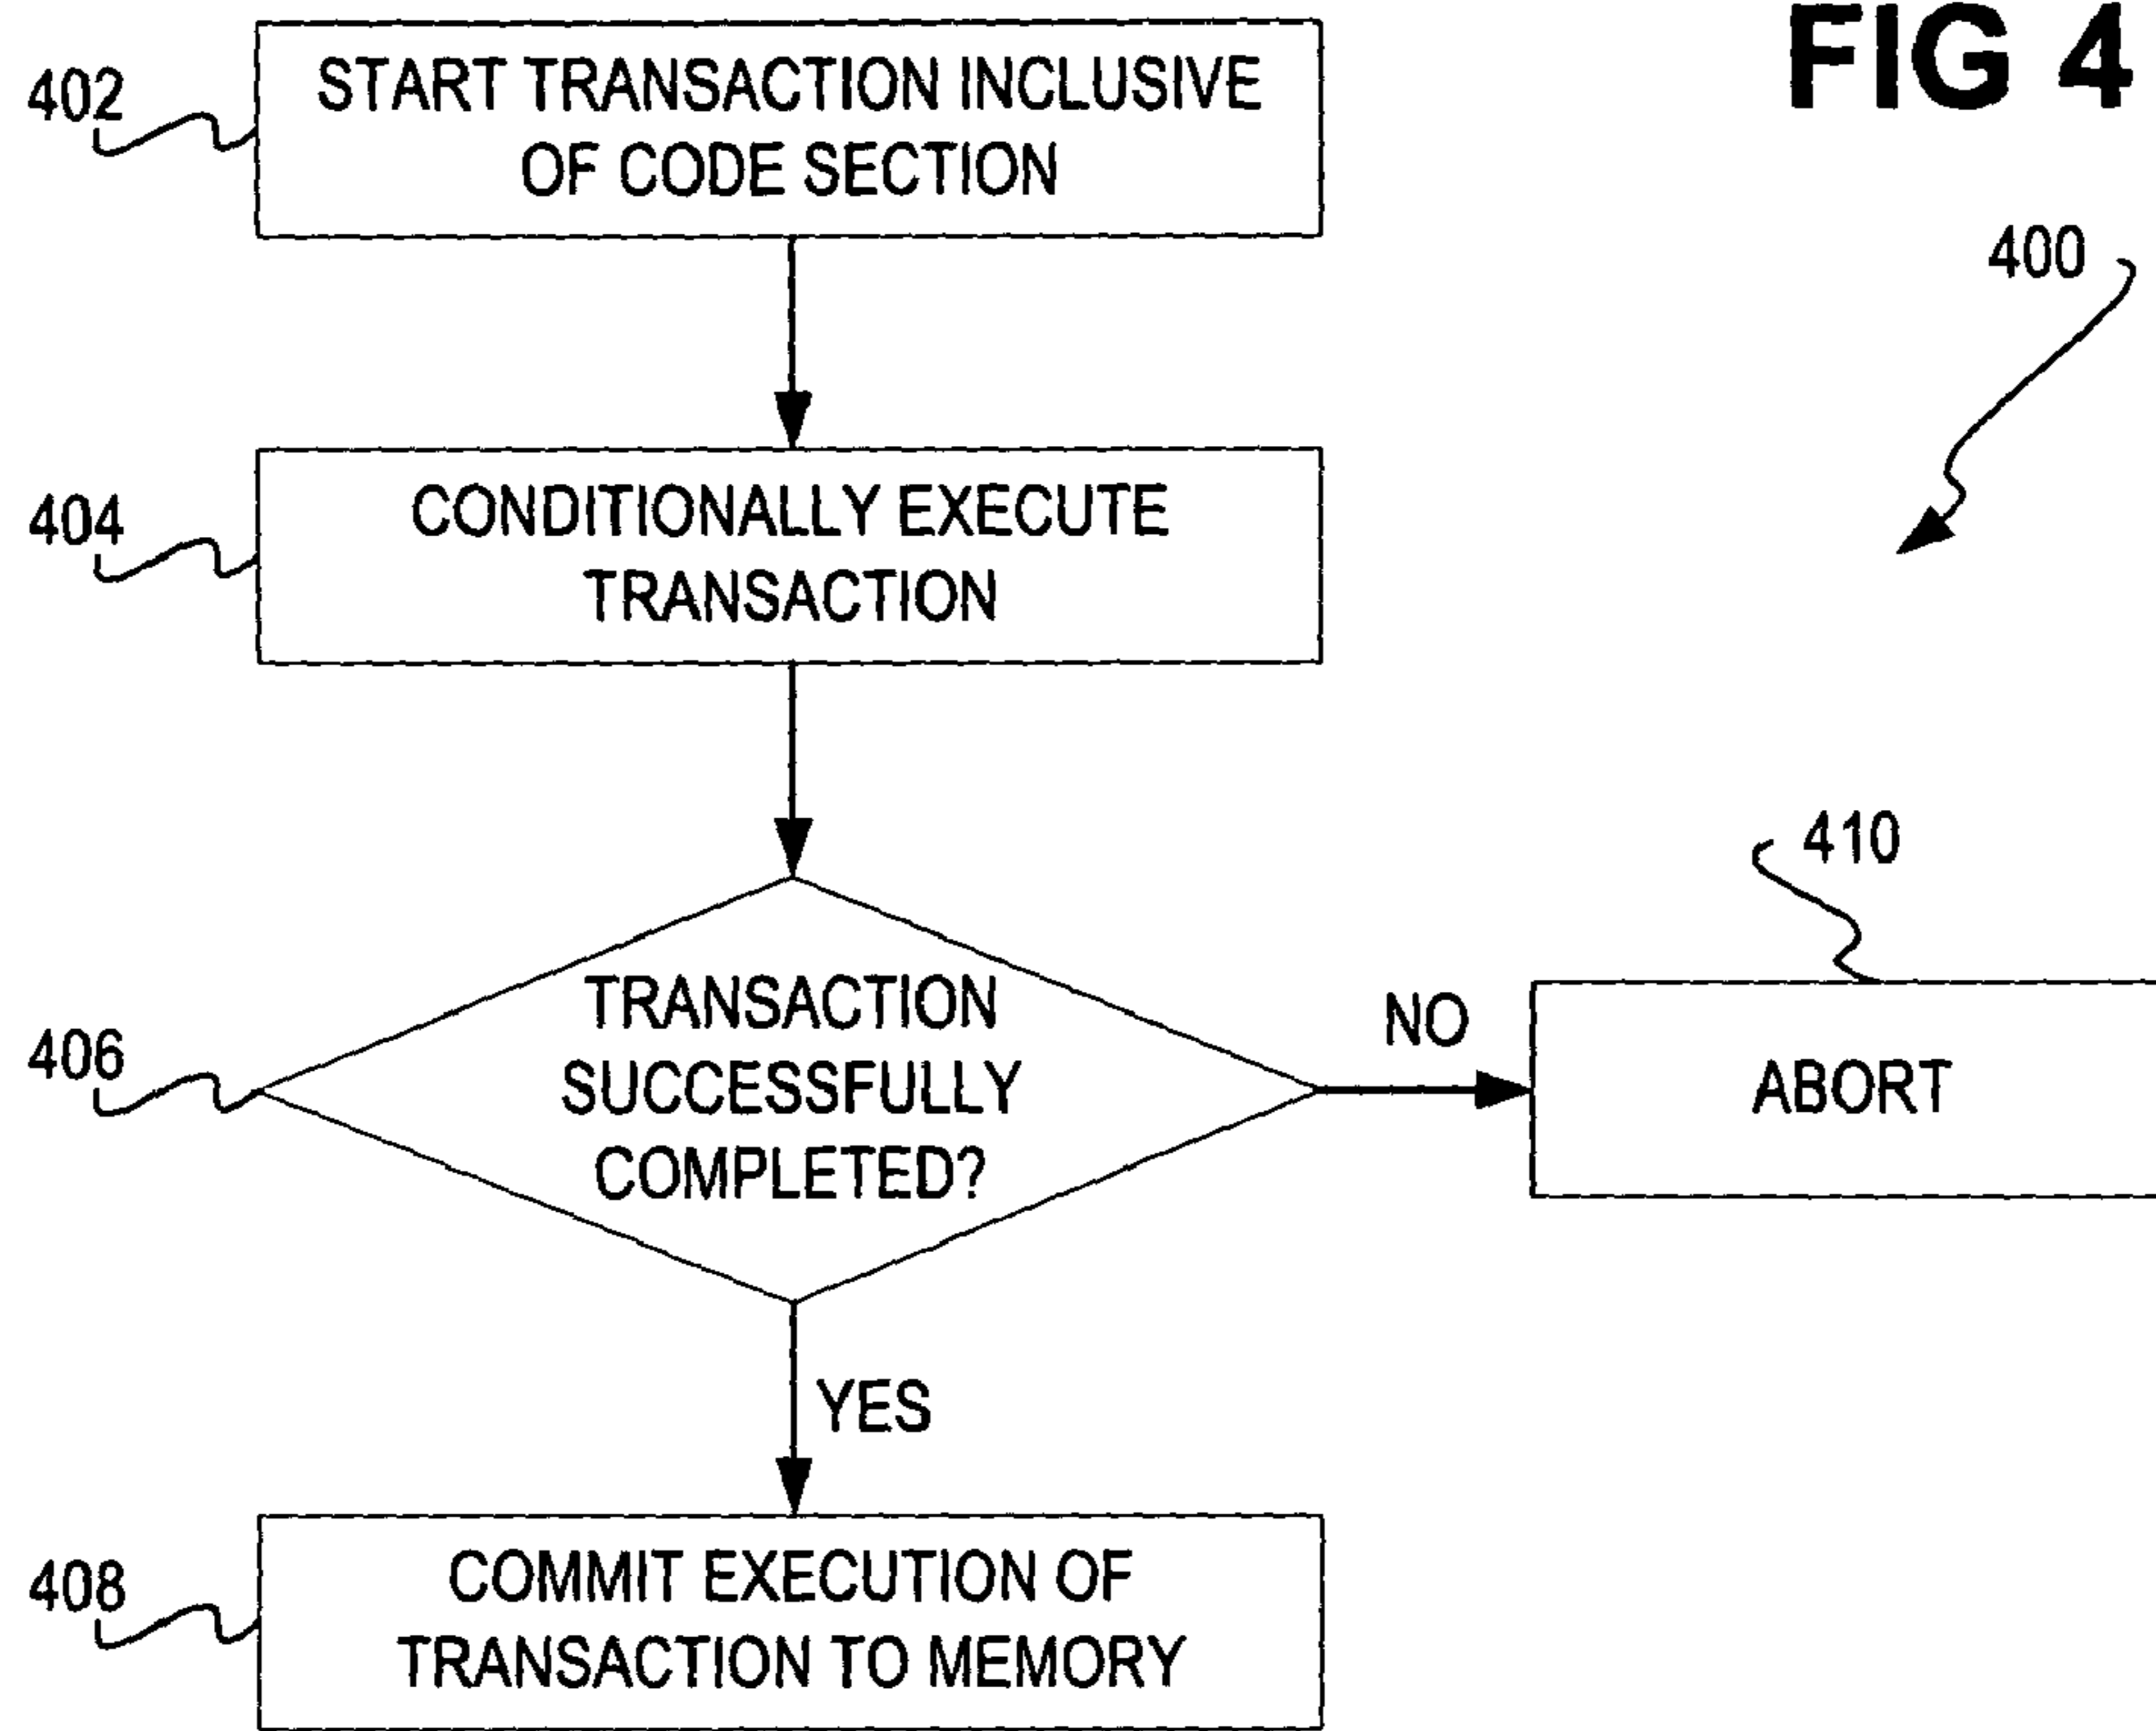 FIG 4
402
START TRANSACTION INCLUSIVE
OF CODE SECTION
400
404
CONDITIONALLY EXECUTE
TRANSACTION
410
406
TRANSACTION
SUCCESSFULLY
COMPLETED?
NO
ABORT
YES
408
COMMIT EXECUTION OF
TRANSACTION TO MEMORY